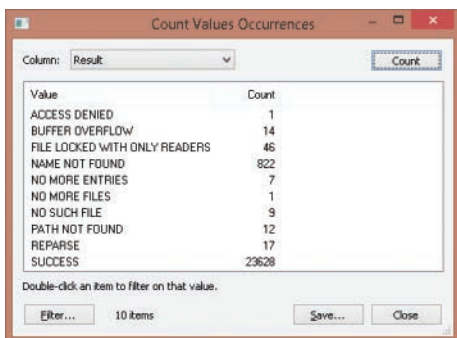 Count Values Occurrences
Column: Result Count
Value Count
ACCESS DENIED 1
BUFFER OVERFLOW 14
FILE LOCKED WITH ONLY READERS 46
NAME NOT FOUND 822
NO MORE ENTRIES 7
NO MORE FILES 1
NO SUCH FILE 9
PATH NOT FOUND 12
REPARSE 17
SUCCESS 23628
Double-click an item to filter on that value.
Filter... 10 items Save... Close